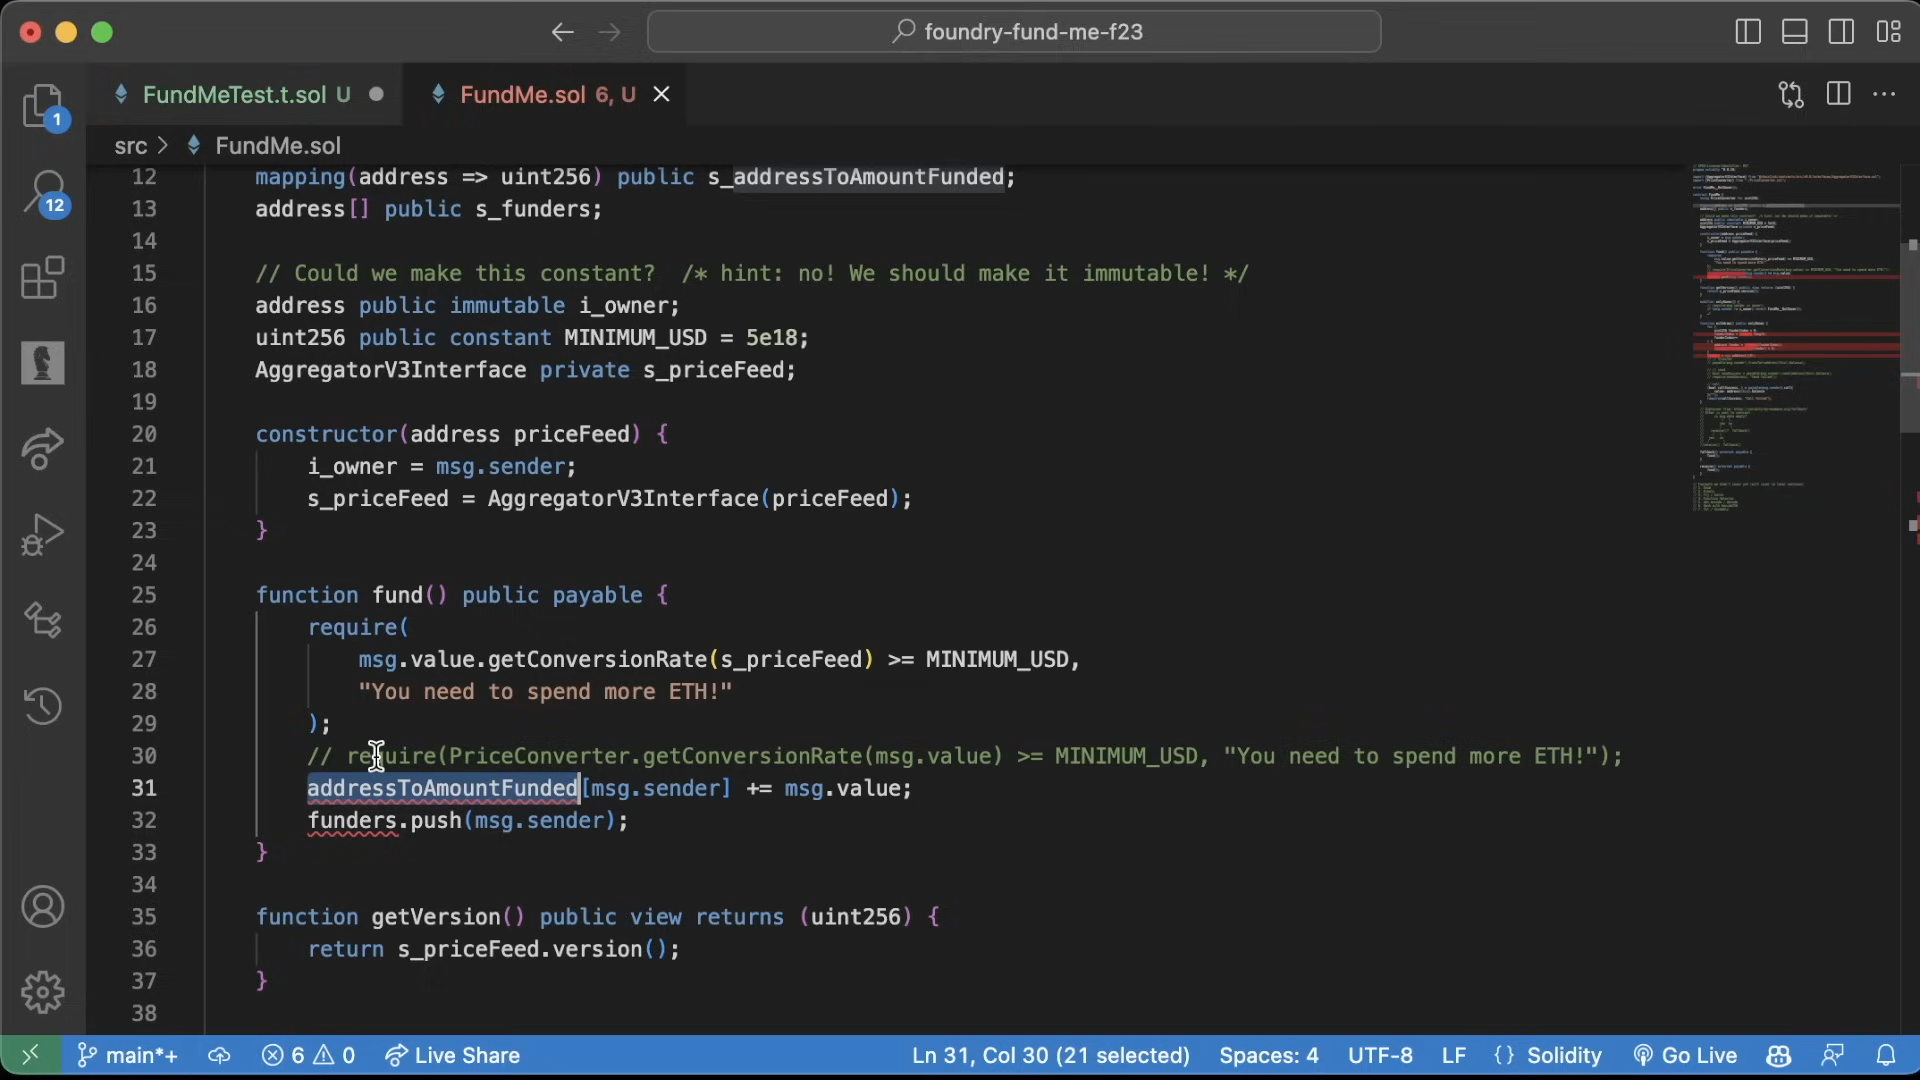 foundry-fund-me-f23
FundMeTest.t.sol U
FundMe.sol 6, U
1
src > FundMe.sol
12 mapping(address => uint256) public s_addressToAmountFunded;
13 address[] public s_funders;
12
14
15 // Could we make this constant?  /* hint: no! We should make it immutable! */
16 address public immutable i_owner;
17 uint256 public constant MINIMUM_USD = 5e18;
18 AggregatorV3Interface private s_priceFeed;
19
20 constructor(address priceFeed) {
21 i_owner = msg.sender;
22 s_priceFeed = AggregatorV3Interface(priceFeed);
23 }
24
25 function fund() public payable {
26 require(
27 msg.value.getConversionRate(s_priceFeed) >= MINIMUM_USD,
28 "You need to spend more ETH!"
29 );
30 // require(PriceConverter.getConversionRate(msg.value) >= MINIMUM_USD, "You need to spend more ETH!");
31 addressToAmountFunded[msg.sender] += msg.value;
32 funders.push(msg.sender);
33 }
34
35 function getVersion() public view returns (uint256) {
36 return s_priceFeed.version();
37 }
38
main*+ 6 0 Live Share Ln 31, Col 30 (21 selected) Spaces: 4 UTF-8 LF {} Solidity Go Live